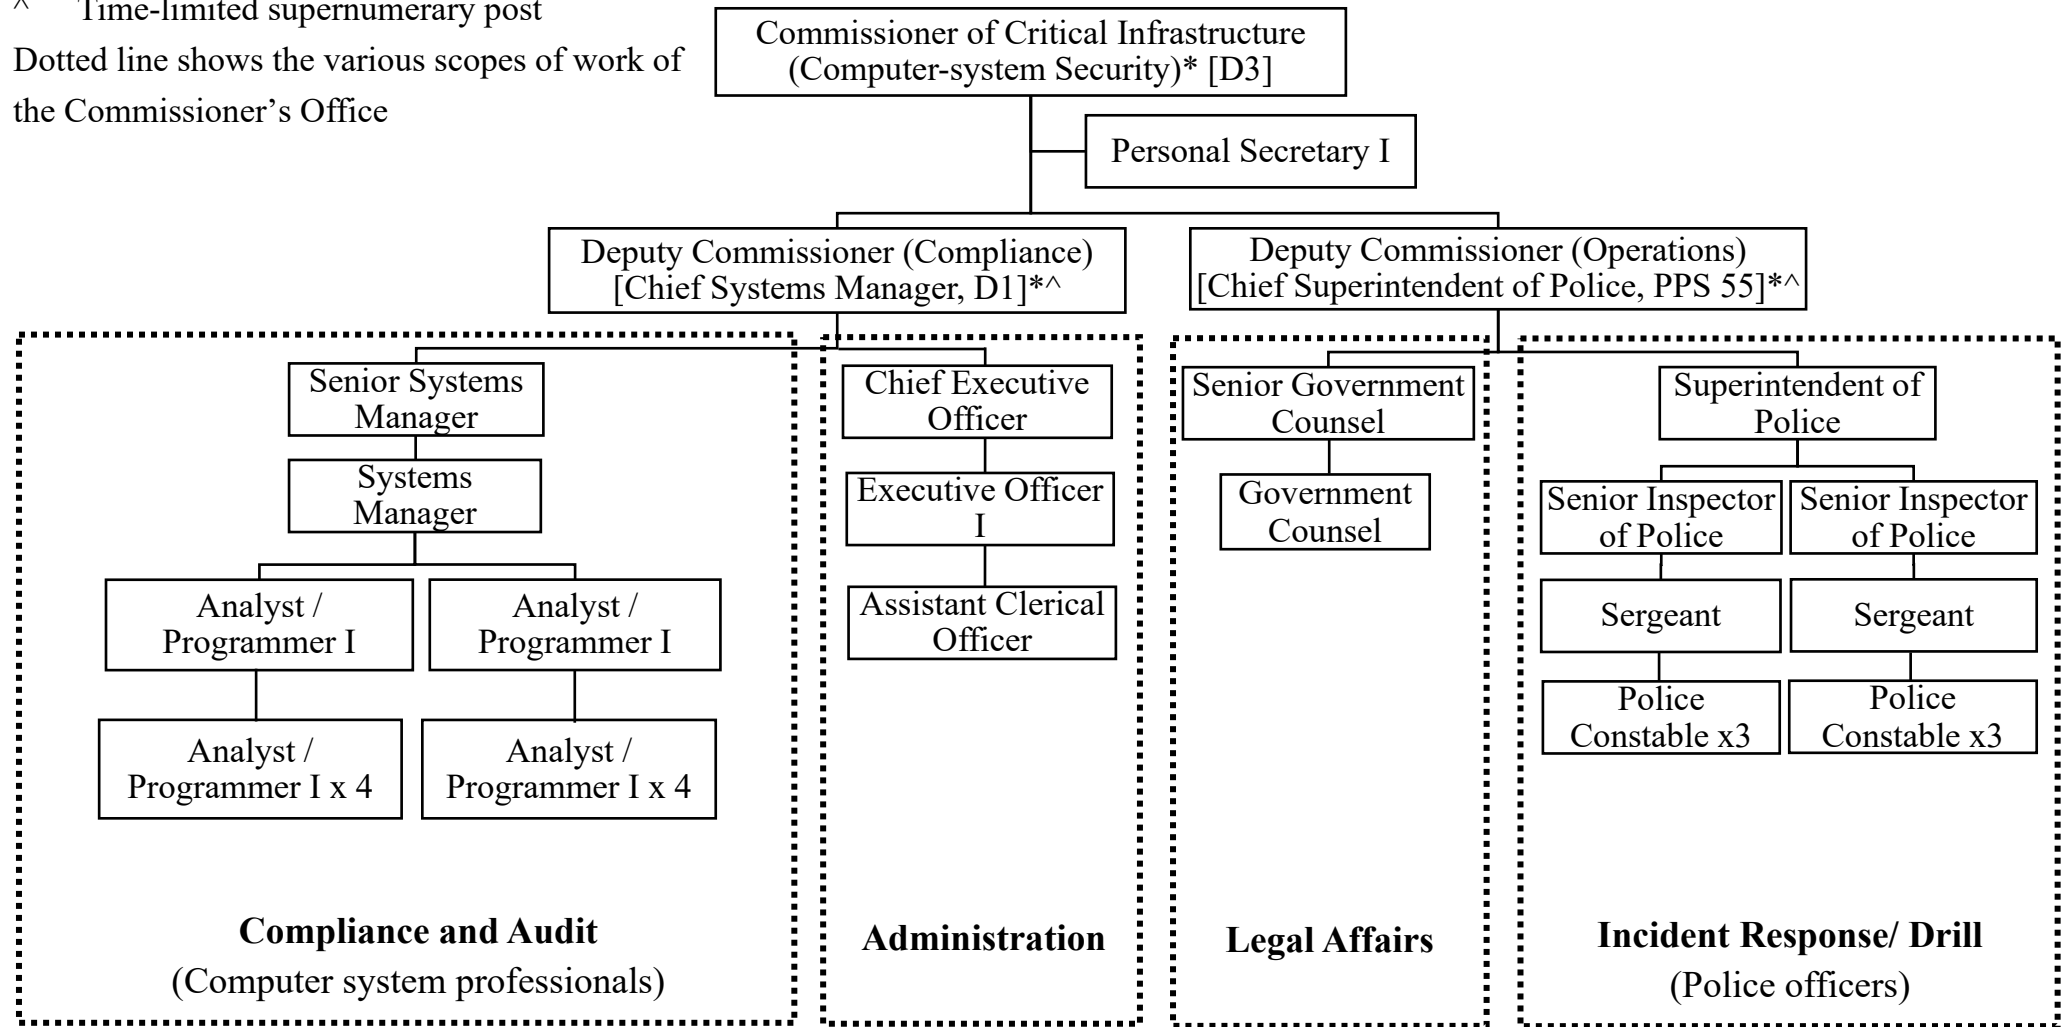 ^ Time-limited supernumerary post
Dotted line shows the various scopes of work of
the Commissioner’s Office
Commissioner of Critical Infrastructure
(Computer-system Security)* [D3]
Personal Secretary I
Deputy Commissioner (Compliance)
[Chief Systems Manager, D1]*^
Deputy Commissioner (Operations)
[Chief Superintendent of Police, PPS 55]*^
Senior Systems
Manager
Systems
Manager
Analyst /
Programmer I
Analyst /
Programmer I
Analyst /
Programmer I x 4
Analyst /
Programmer I x 4
Compliance and Audit
(Computer system professionals)
Chief Executive
Officer
Executive Officer
I
Assistant Clerical
Officer
Administration
Senior Government
Counsel
Government
Counsel
Legal Affairs
Superintendent of
Police
Senior Inspector
of Police
Senior Inspector
of Police
Sergeant
Sergeant
Police
Constable x3
Police
Constable x3
Incident Response/ Drill
(Police officers)